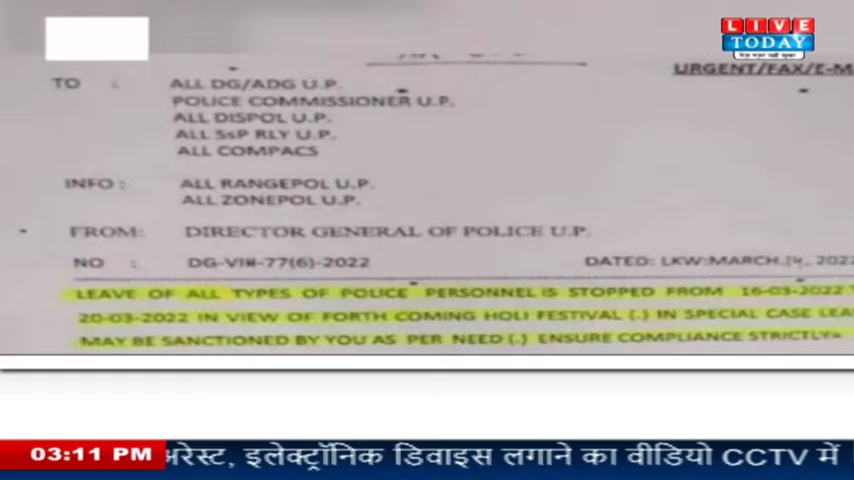 LIVE
TODAY
URGENT/FAX/E-MA
TO : ALL DG/ADG U.P.
POLICE COMMISSIONER U.P.
ALL DISPOL U.P.
ALL SsP RLY U.P.
ALL COMPACS
INFO : ALL RANGEPOL U.P.
ALL ZONEPOL U.P.
FROM: DIRECTOR GENERAL OF POLICE U.P.
NO : DG-VIII-77(6)-2022 DATED: LKW:MARCH.14, 2022
LEAVE OF ALL TYPES OF POLICE PERSONNEL IS STOPPED FROM 16-03-2022
20-03-2022 IN VIEW OF FORTH COMING HOLI FESTIVAL (.) IN SPECIAL CASE LEA
MAY BE SANCTIONED BY YOU AS PER NEED (.) ENSURE COMPLIANCE STRICTLY
03:11 PM अरेस्ट, इलेक्ट्रॉनिक डिवाइस लगाने का वीडियो CCTV में